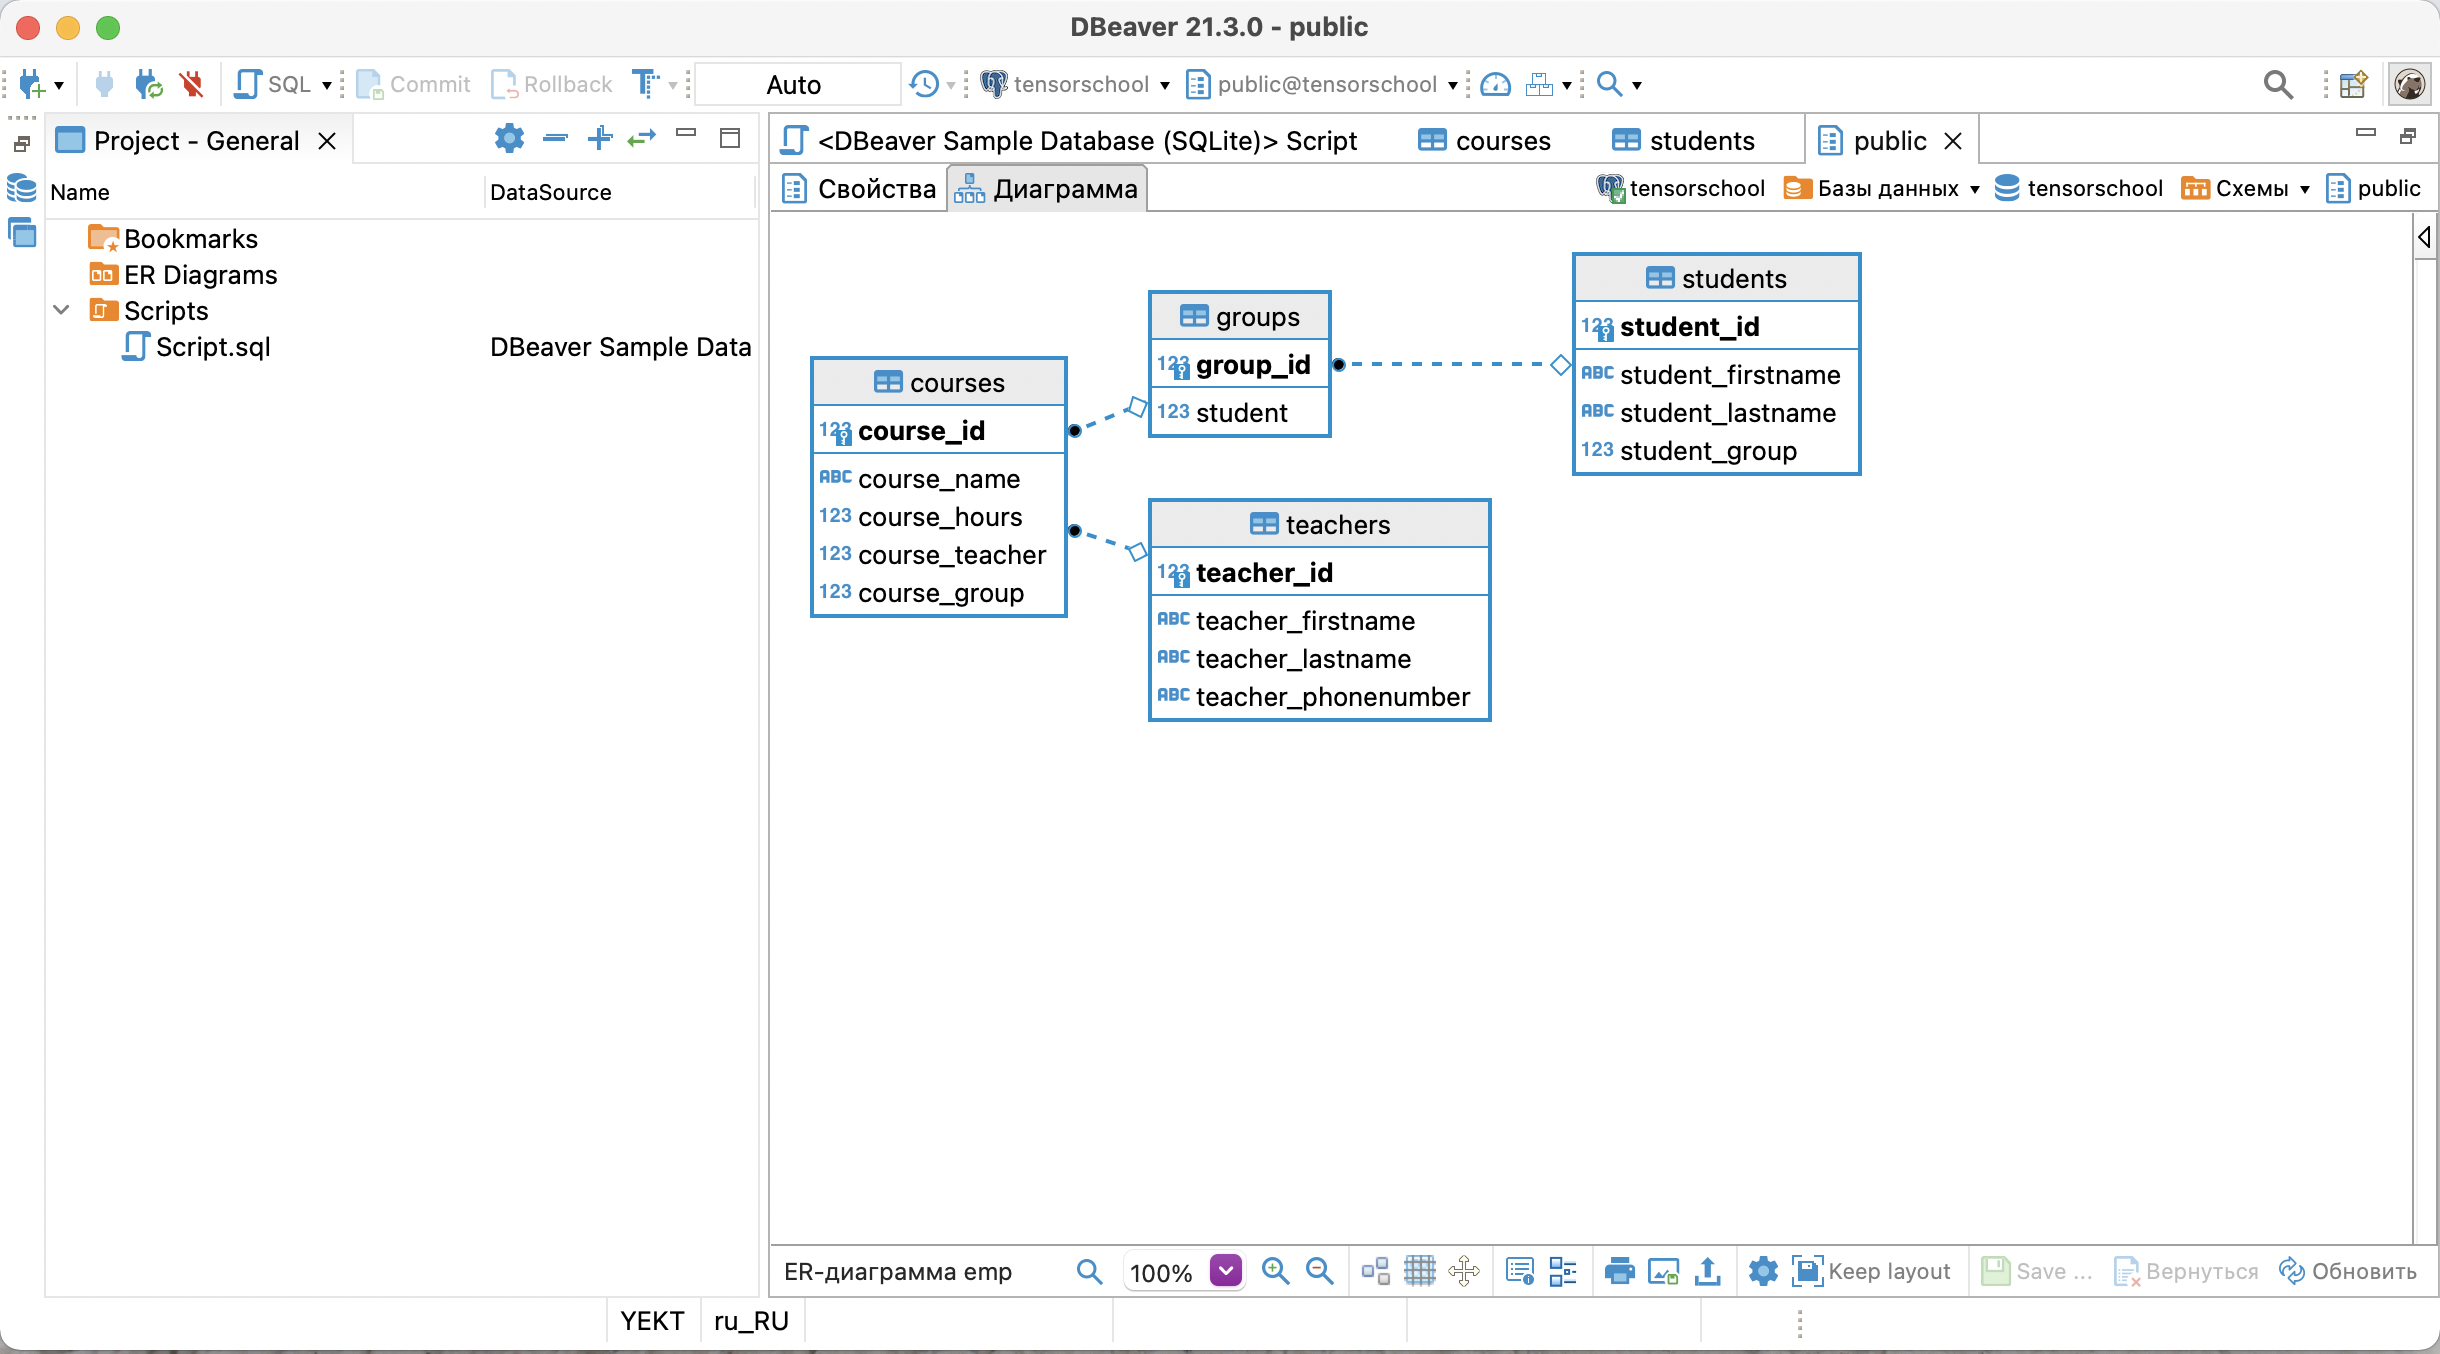 DBeaver 21.3.0 - public
SQL Commit Rollback Auto tensorschool public@tensorschool
Project - General
Name DataSource
Bookmarks
ER Diagrams
Scripts
Script.sql DBeaver Sample Data
<DBeaver Sample Database (SQLite)> Script courses students public
Свойства Диаграмма tensorschool Базы данных tensorschool Схемы public
courses
123 course_id
ABC course_name
123 course_hours
123 course_teacher
123 course_group
groups
123 group_id
123 student
students
123 student_id
ABC student_firstname
ABC student_lastname
123 student_group
teachers
123 teacher_id
ABC teacher_firstname
ABC teacher_lastname
ABC teacher_phonenumber
ER-диаграмма emp 100% Keep layout Save ... Вернуться Обновить
YEKT ru_RU